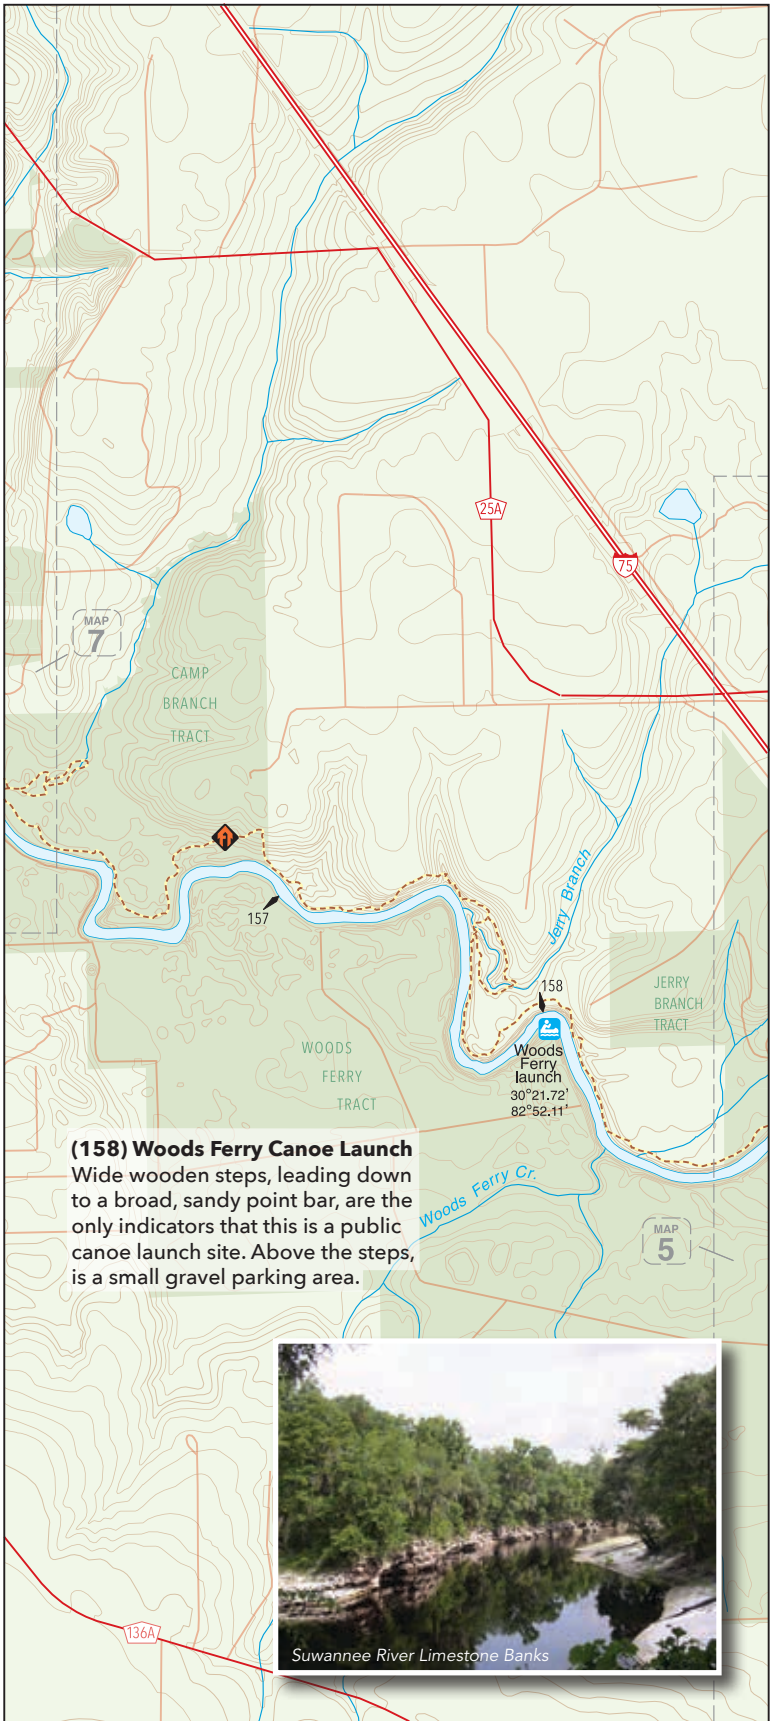 25A
75
MAP
7
CAMP
BRANCH
TRACT
157
Jerry Branch
158
JERRY
BRANCH
TRACT
Woods
Ferry
launch
30°21.72'
82°52.11'
WOODS
FERRY
TRACT
(158) Woods Ferry Canoe Launch
Wide wooden steps, leading down
to a broad, sandy point bar, are the
only indicators that this is a public
canoe launch site. Above the steps,
is a small gravel parking area.
Woods Ferry Cr.
MAP
5
136A
Suwannee River Limestone Banks